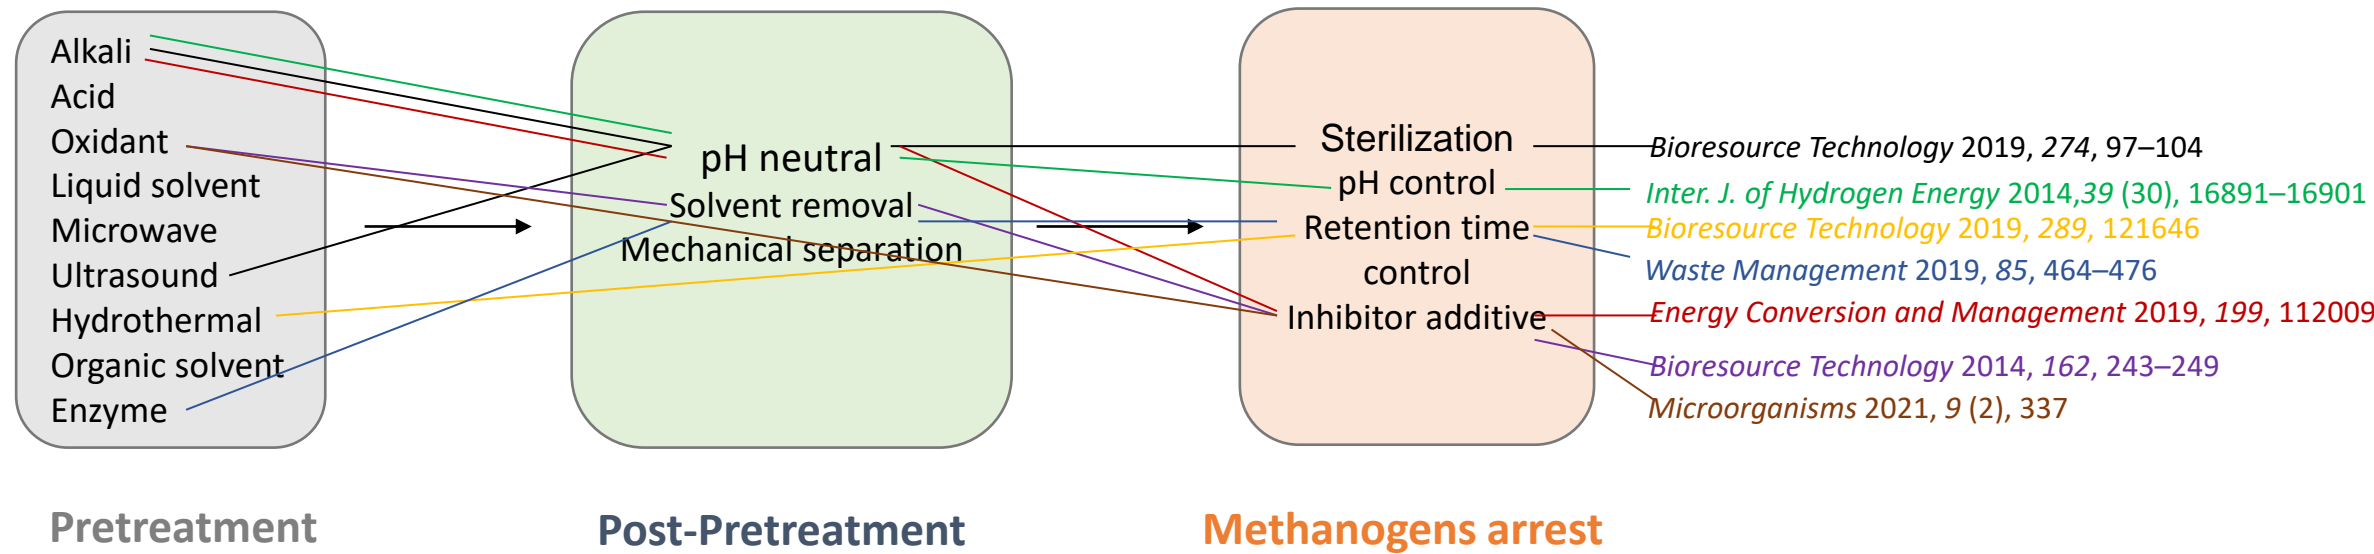 Alkali
Acid
Oxidant
Liquid solvent
Microwave
Ultrasound
Hydrothermal
Organic solvent
Enzyme
pH neutral
Solvent removal
Mechanical separation
Sterilization
pH control
Retention time
control
Inhibitor additive
Bioresource Technology 2019, 274, 97–104
Inter. J. of Hydrogen Energy 2014,39 (30), 16891–16901
Bioresource Technology 2019, 289, 121646
Waste Management 2019, 85, 464–476
Energy Conversion and Management 2019, 199, 112009
Bioresource Technology 2014, 162, 243–249
Microorganisms 2021, 9 (2), 337
Pretreatment
Post-Pretreatment
Methanogens arrest